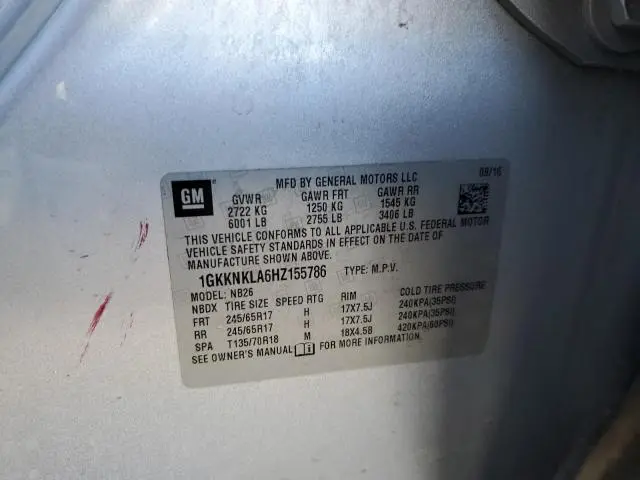 GM
MFD BY GENERAL MOTORS LLC 09/16
GVWR GAWR FRT GAWR RR
2722 KG 1250 KG 1545 KG
6001 LB 2755 LB 3406 LB
THIS VEHICLE CONFORMS TO ALL APPLICABLE U.S. FEDERAL MOTOR
VEHICLE SAFETY STANDARDS IN EFFECT ON THE DATE OF
MANUFACTURE SHOWN ABOVE.
1GKKNKLA6HZ155786 TYPE: M.P.V.
MODEL: NB26
NBDX TIRE SIZE SPEED RTG RIM COLD TIRE PRESSURE
FRT 245/65R17 H 17X7.5J 240KPA(35PSI)
RR 245/65R17 H 17X7.5J 240KPA(35PSI)
SPA T135/70R18 M 18X4.5B 420KPA(60PSI)
SEE OWNER'S MANUAL FOR MORE INFORMATION.